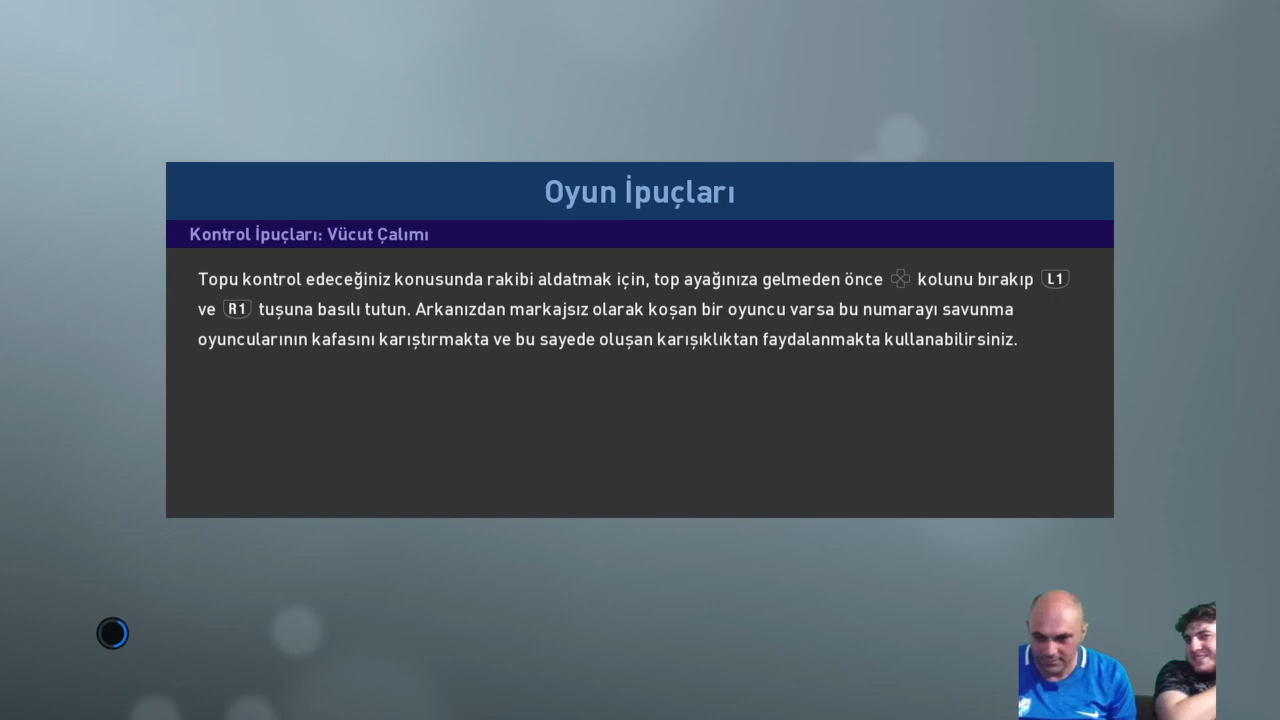 Oyun İpuçları
Kontrol İpuçları: Vücut Çalımı
Topu kontrol edeceğiniz konusunda rakibi aldatmak için, top ayağınıza gelmeden önce kolunu bırakıp L1
ve R1 tuşuna basılı tutun. Arkanızdan markajsız olarak koşan bir oyuncu varsa bu numarayı savunma
oyuncularının kafasını karıştırmakta ve bu sayede oluşan karışıklıktan faydalanmakta kullanabilirsiniz.